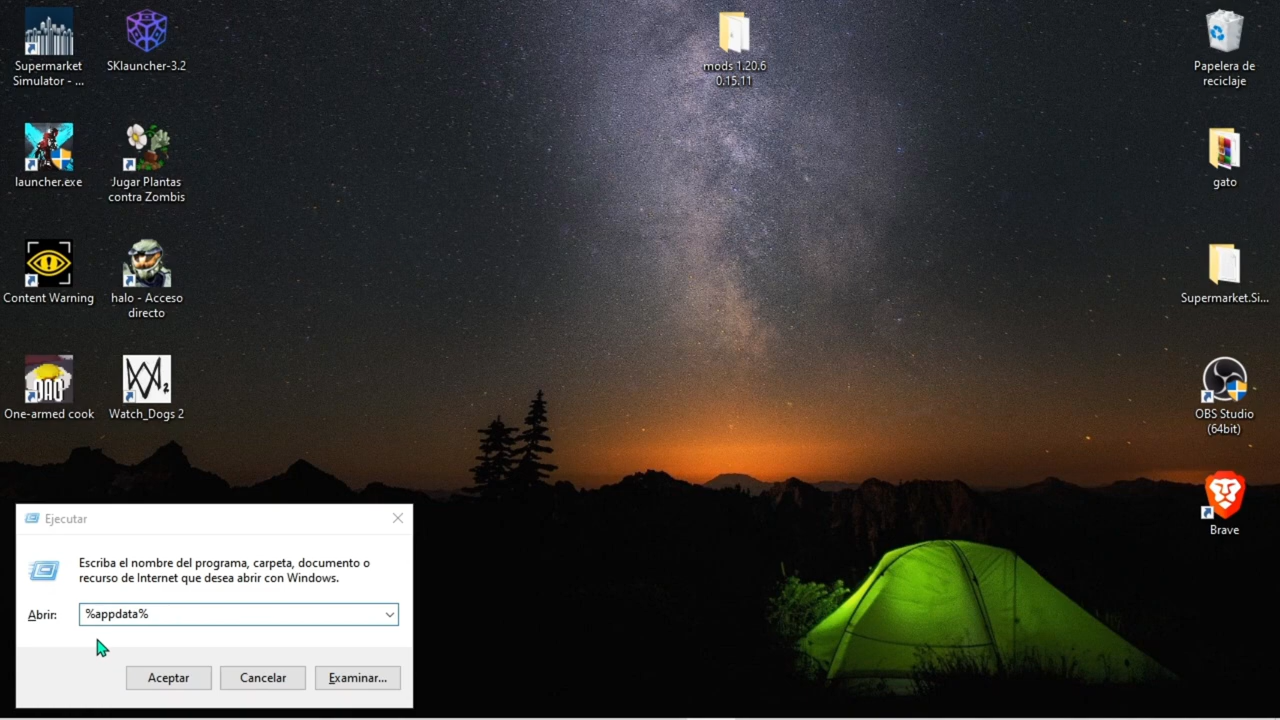 Supermarket
Simulator - ...
SKlauncher-3.2
mods 1.20.6
0.15.11
Papelera de
reciclaje
launcher.exe
Jugar Plantas
contra Zombis
gato
Content Warning
halo - Acceso
directo
Supermarket.Si...
DAO
One-armed cook
2
Watch_Dogs 2
OBS Studio
(64bit)
Brave
Ejecutar
Escriba el nombre del programa, carpeta, documento o
recurso de Internet que desea abrir con Windows.
Abrir:
%appdata%
Aceptar
Cancelar
Examinar...